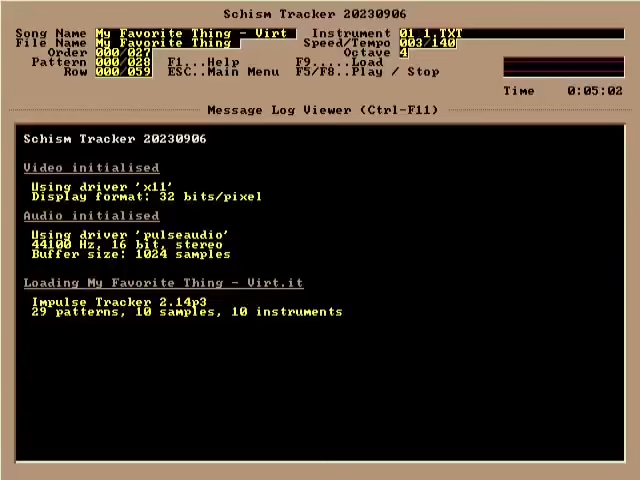 Schism Tracker 20230906
Song Name My Favorite Thing - Virt Instrument 01 1.TXT
File Name My Favorite Thing Speed/Tempo 003/140
Order 000/027 Octave 4
Pattern 000/028 F1...Help F9.....Load
Row 000/059 ESC..Main Menu F5/F8..Play / Stop
Time 0:05:02
Message Log Viewer (Ctrl-F11)
Schism Tracker 20230906
Video initialised
Using driver 'x11'
Display format: 32 bits/pixel
Audio initialised
Using driver 'pulseaudio'
44100 Hz, 16 bit, stereo
Buffer size: 1024 samples
Loading My Favorite Thing - Virt.it
Impulse Tracker 2.14p3
29 patterns, 10 samples, 10 instruments